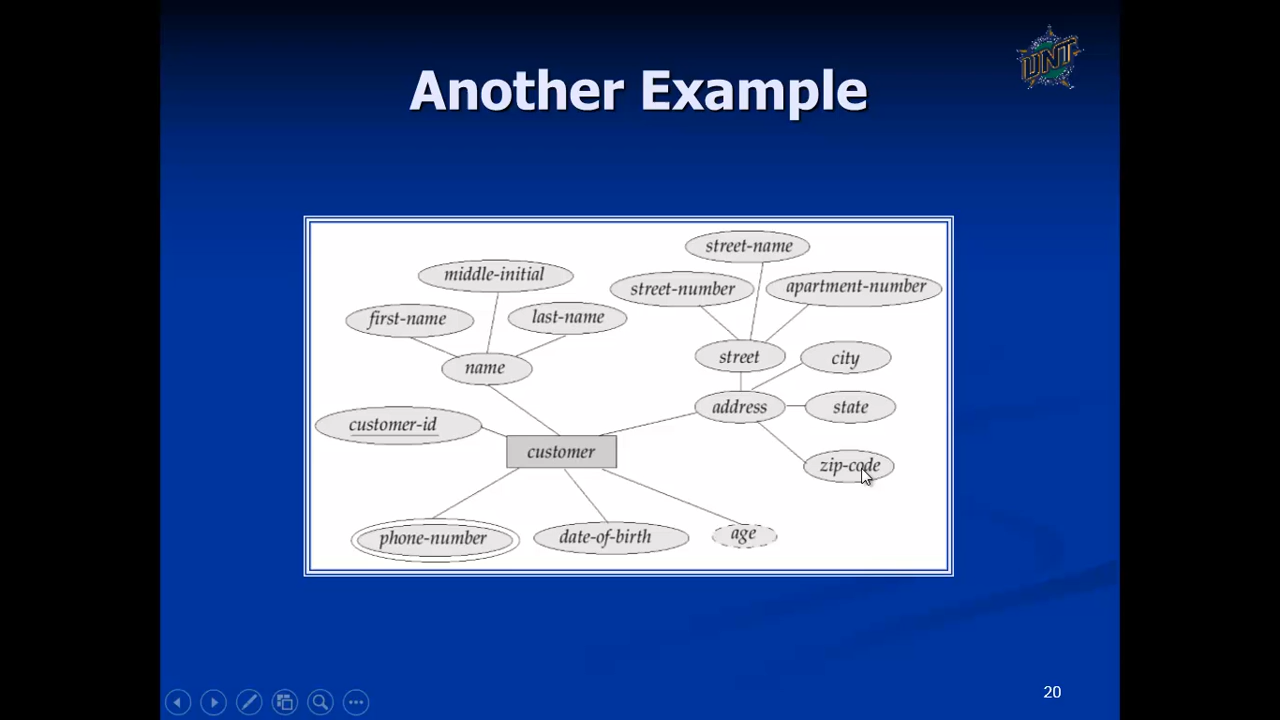 UNT
Another Example
street-name
middle-initial
street-number
apartment-number
first-name
last-name
street
city
name
address
state
customer-id
customer
zip-code
phone-number
date-of-birth
age
20